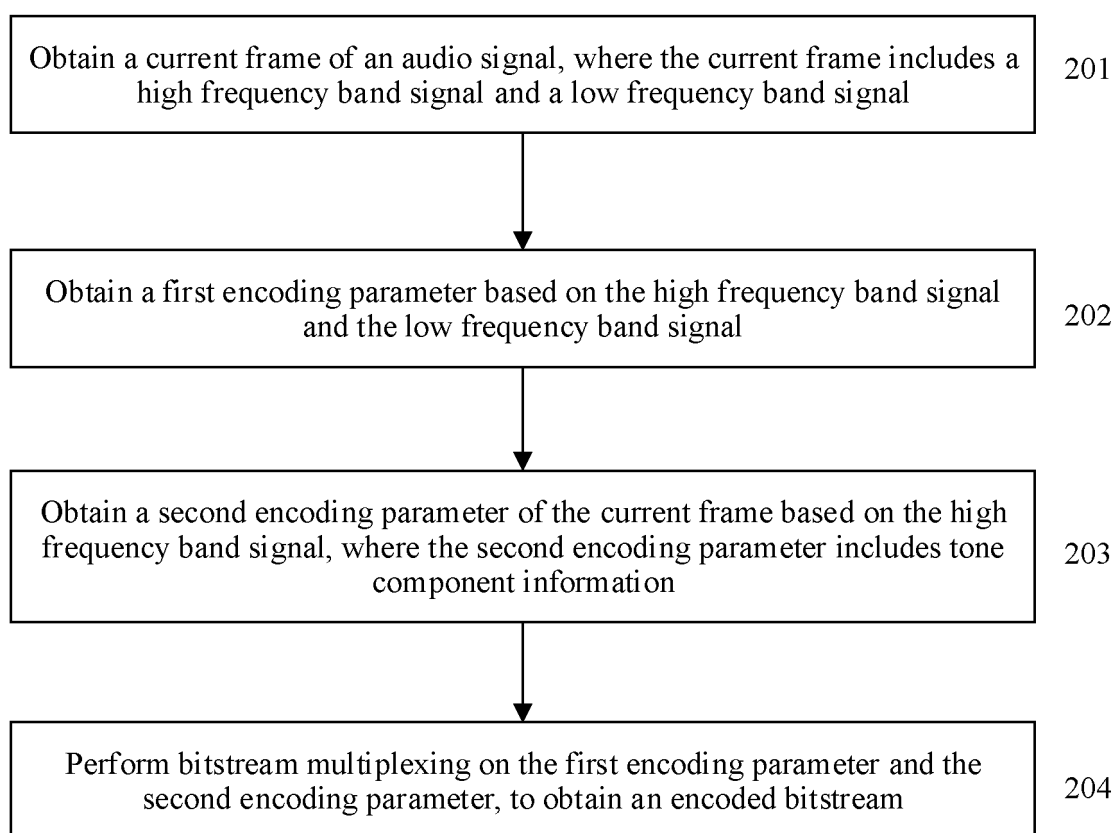 Obtain a current frame of an audio signal, where the current frame includes a
high frequency band signal and a low frequency band signal
201
Obtain a first encoding parameter based on the high frequency band signal
and the low frequency band signal
202
Obtain a second encoding parameter of the current frame based on the high
frequency band signal, where the second encoding parameter includes tone
component information
203
Perform bitstream multiplexing on the first encoding parameter and the
second encoding parameter, to obtain an encoded bitstream
204